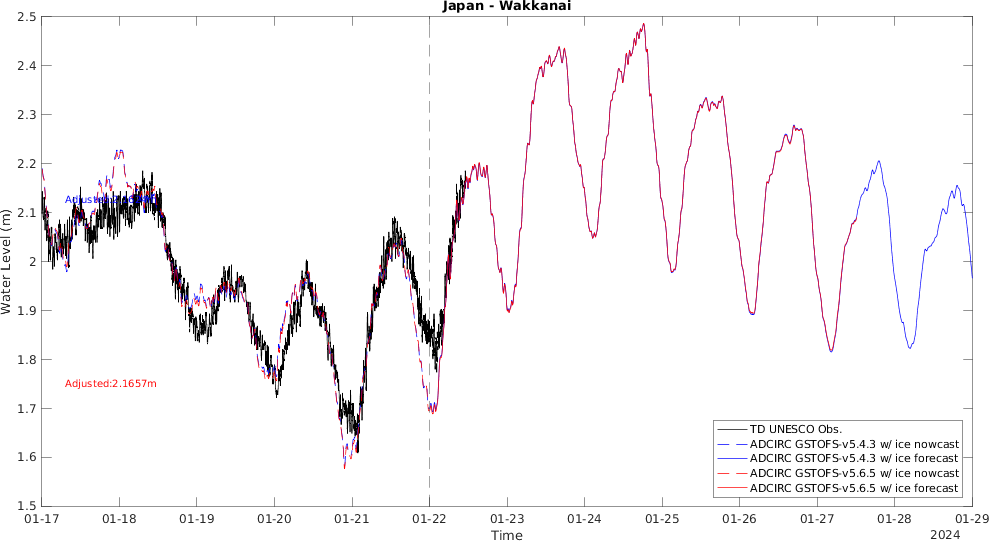 Japan - Wakkanai
2.5
2.4
2.3
2.2
2.1
2
1.9
1.8
1.7
1.6
1.5
Water Level (m)
Adjusted:2.1657m
TD UNESCO Obs.
ADCIRC GSTOFS-v5.4.3 w/ ice nowcast
ADCIRC GSTOFS-v5.4.3 w/ ice forecast
ADCIRC GSTOFS-v5.6.5 w/ ice nowcast
ADCIRC GSTOFS-v5.6.5 w/ ice forecast
01-17 01-18 01-19 01-20 01-21 01-22 01-23 01-24 01-25 01-26 01-27 01-28 01-29
Time
2024